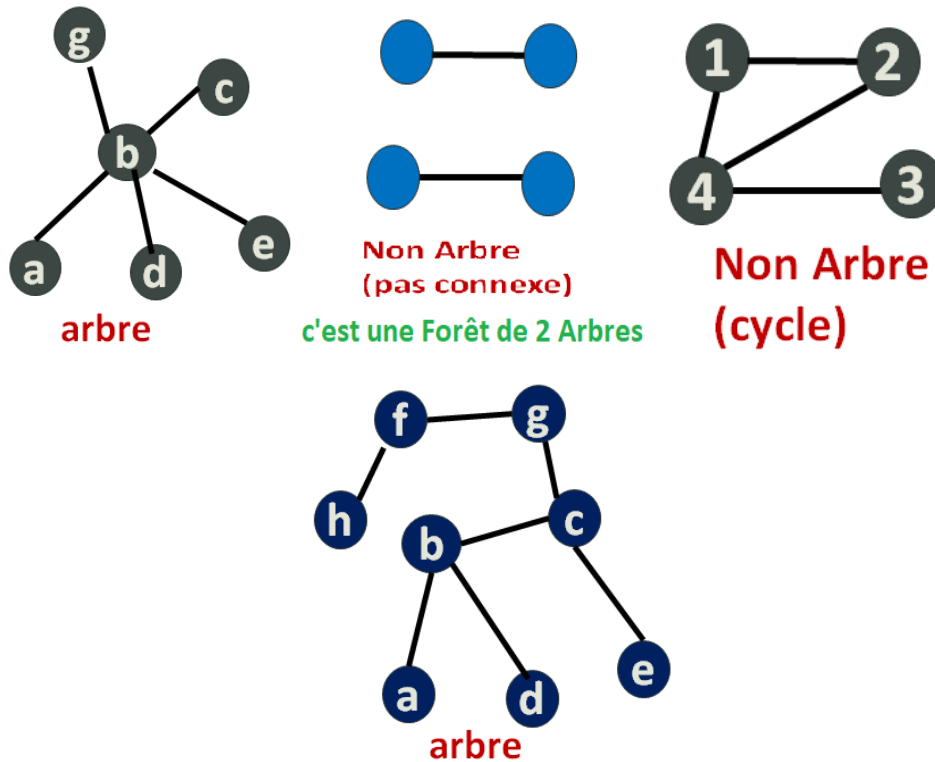 g
c
b
a
d
e
arbre
Non Arbre
(pas connexe)
c'est une Forêt de 2 Arbres
1
2
4
3
Non Arbre
(cycle)
f
g
h
b
c
a
d
e
arbre